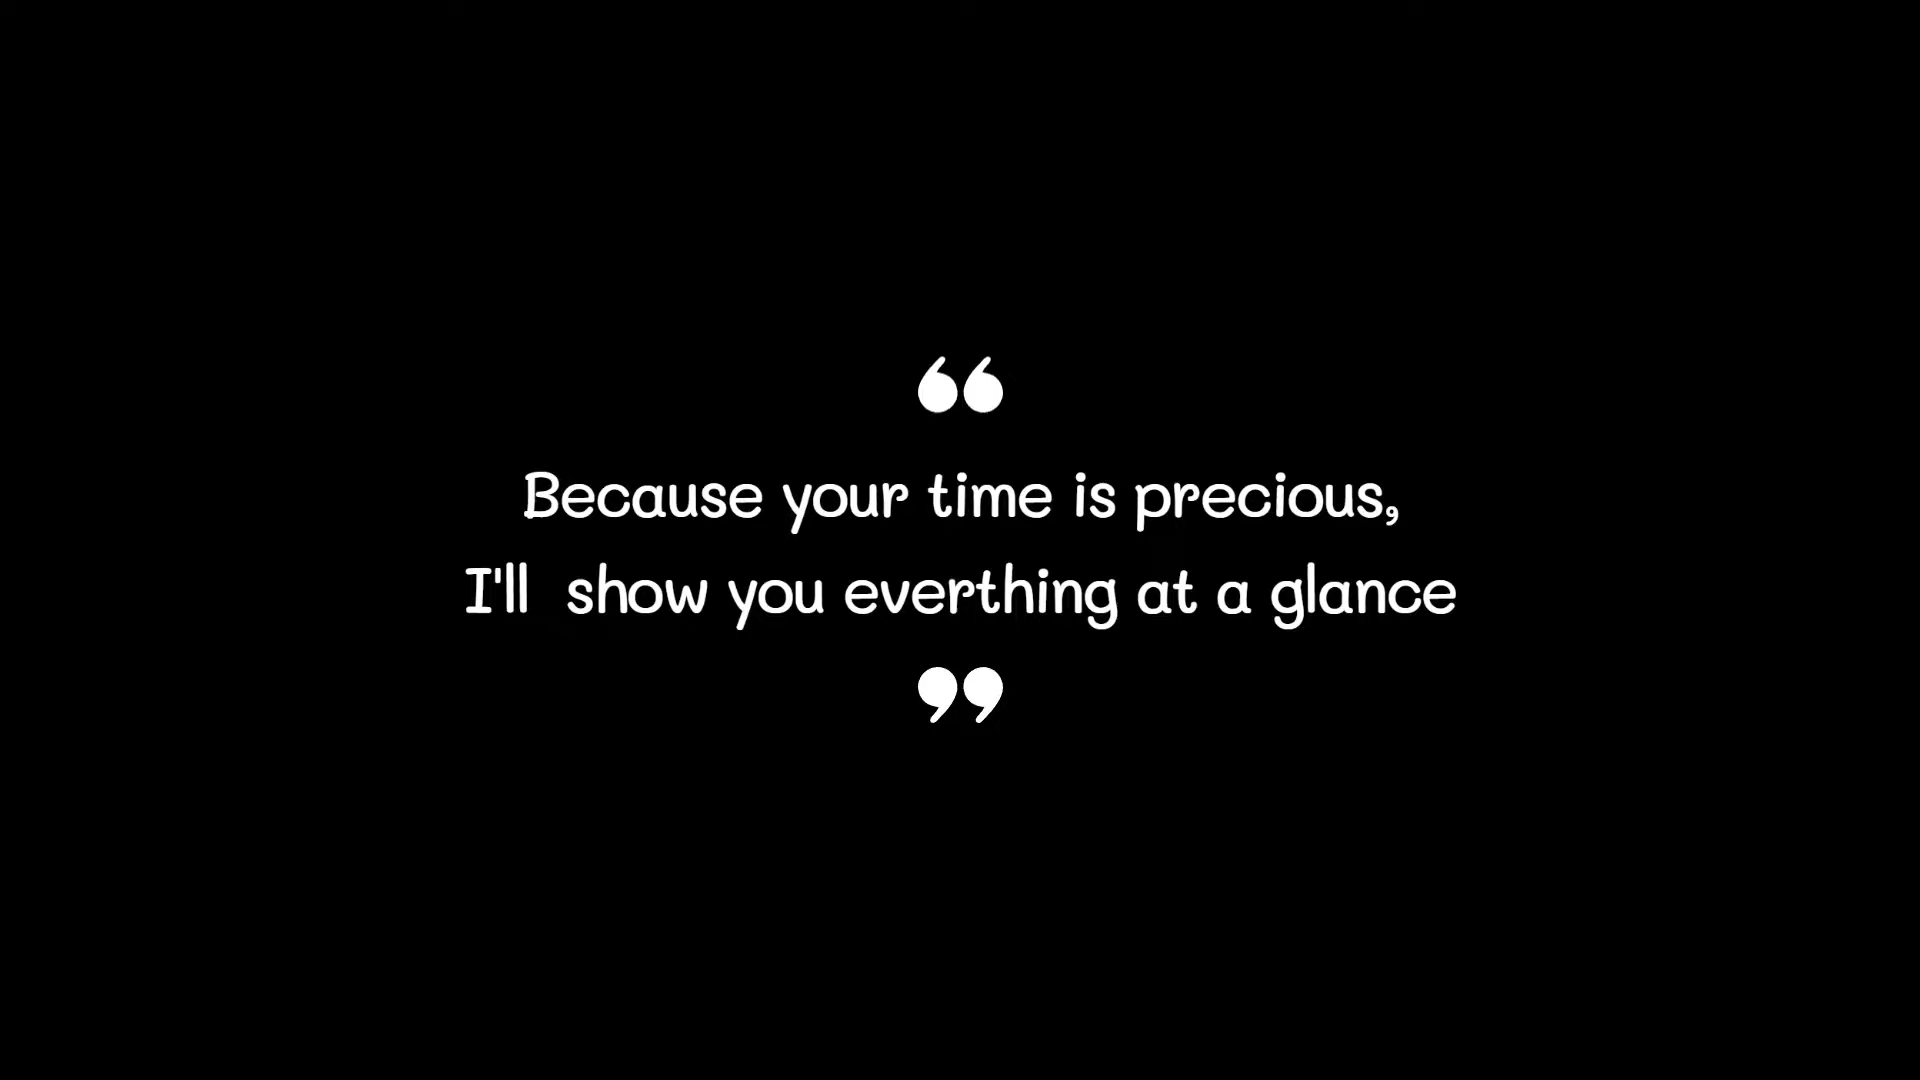 “
Because your time is precious,
I'll  show you everthing at a glance
”